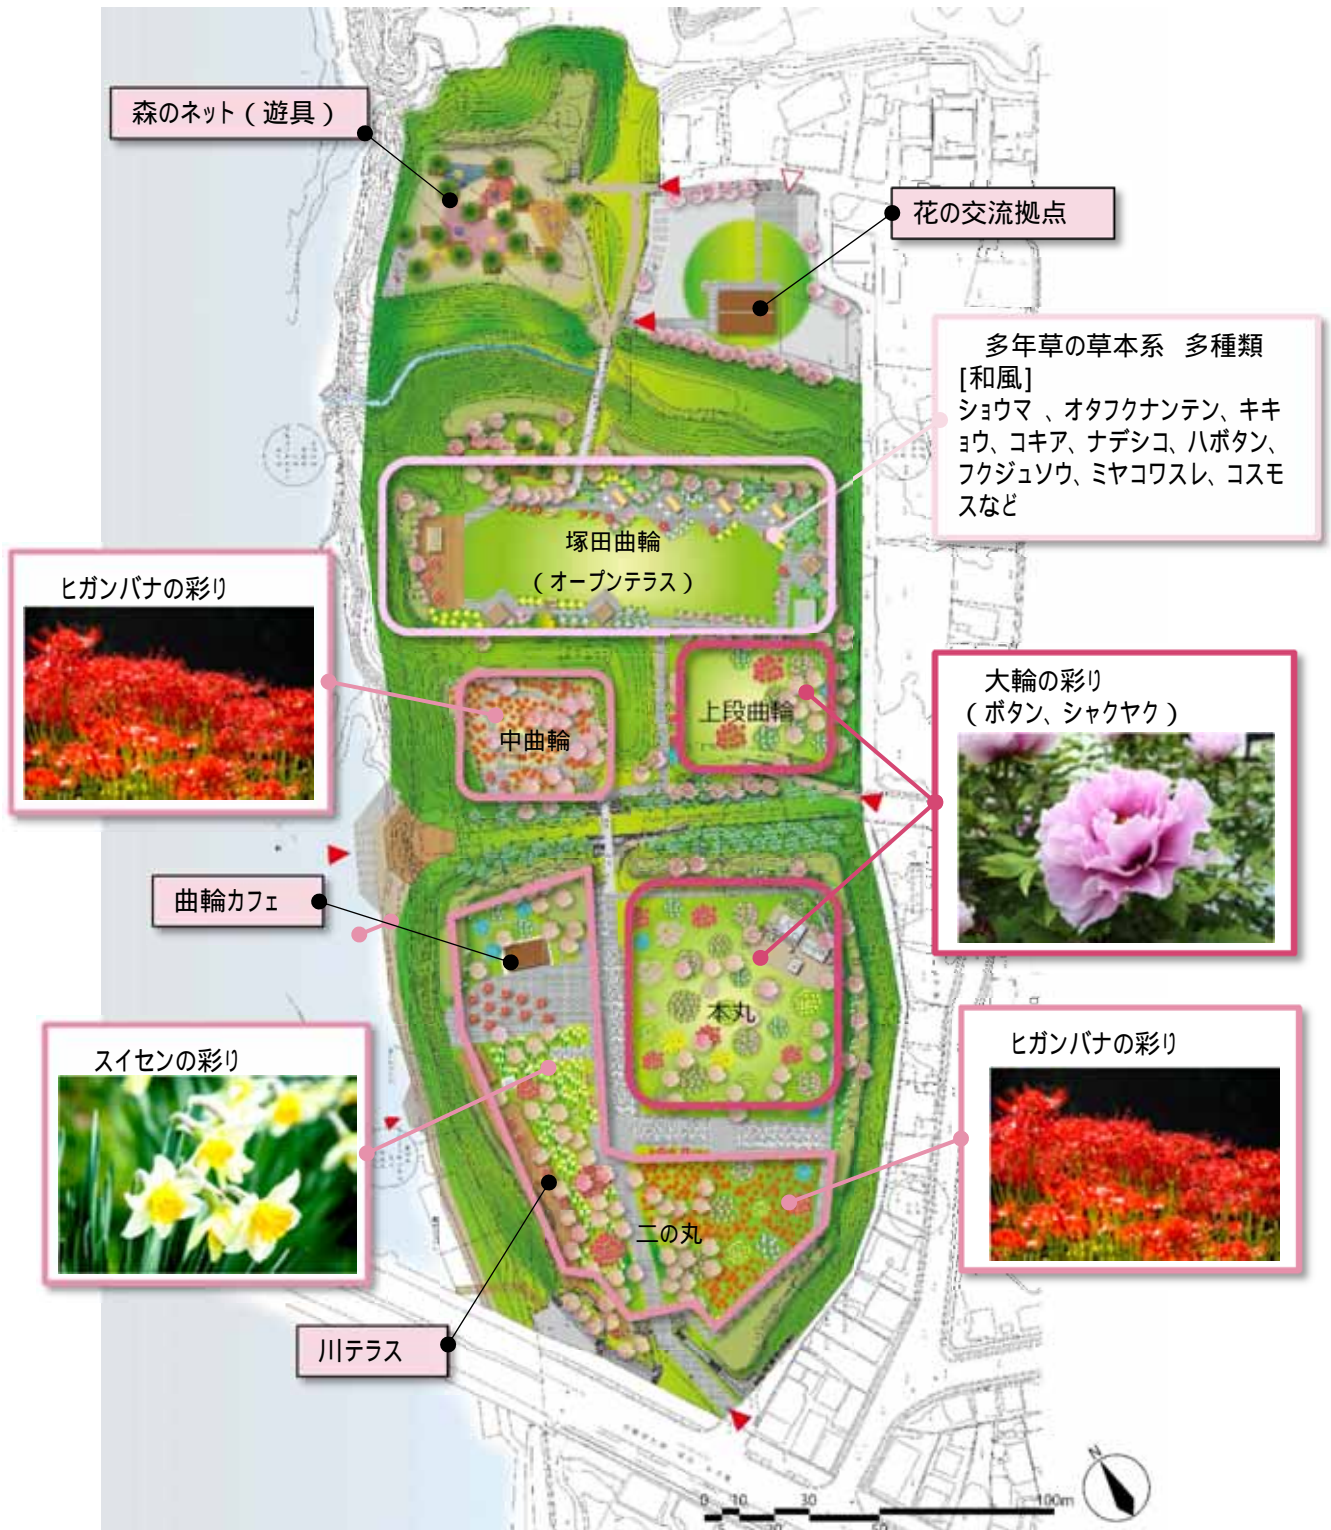 森のネット（遊具）
花の交流拠点
多年草の草本系　多種類
[和風]
ショウマ 、オタフクナンテン、キキ
ョウ、コキア、ナデシコ、ハボタン、
フクジュソウ、ミヤコワスレ、コスモ
スなど
塚田曲輪
（オープンテラス）
ヒガンバナの彩り
大輪の彩り
（ボタン、シャクヤク）
上段曲輪
中曲輪
曲輪カフェ
本丸
スイセンの彩り
ヒガンバナの彩り
二の丸
川テラス
N
0 10 30 100m
5 20 50